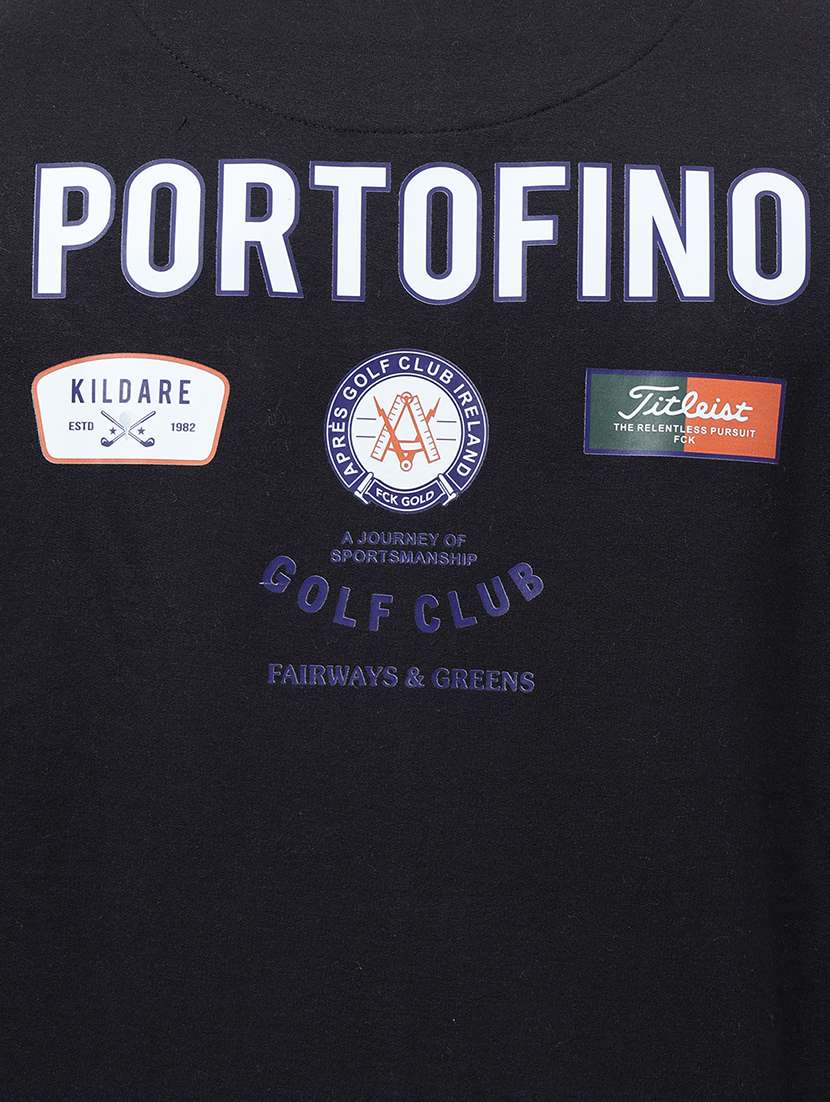 PORTOFINO
KILDARE
ESTD 1982
APRÈS GOLF CLUB IRELAND
A
FCK GOLD
Titleist
THE RELENTLESS PURSUIT
FCK
A JOURNEY OF
SPORTSMANSHIP
GOLF CLUB
FAIRWAYS & GREENS